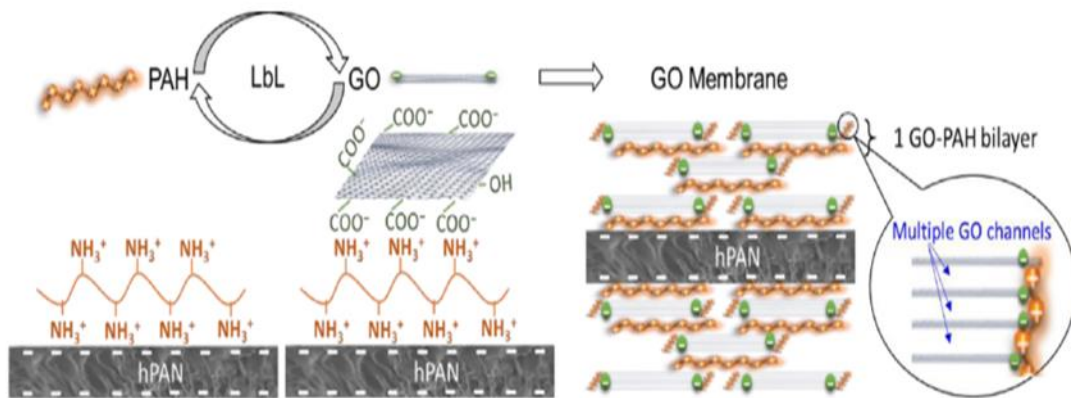 PAH LbL GO
GO Membrane
COO⁻ COO⁻ COO⁻
COO⁻
-OH
COO⁻ COO⁻ COO⁻
NH₃⁺ NH₃⁺ NH₃⁺
NH₃⁺ NH₃⁺ NH₃⁺ NH₃⁺
hPAN
NH₃⁺ NH₃⁺ NH₃⁺
NH₃⁺ NH₃⁺ NH₃⁺ NH₃⁺
hPAN
1 GO-PAH bilayer
hPAN
Multiple GO channels